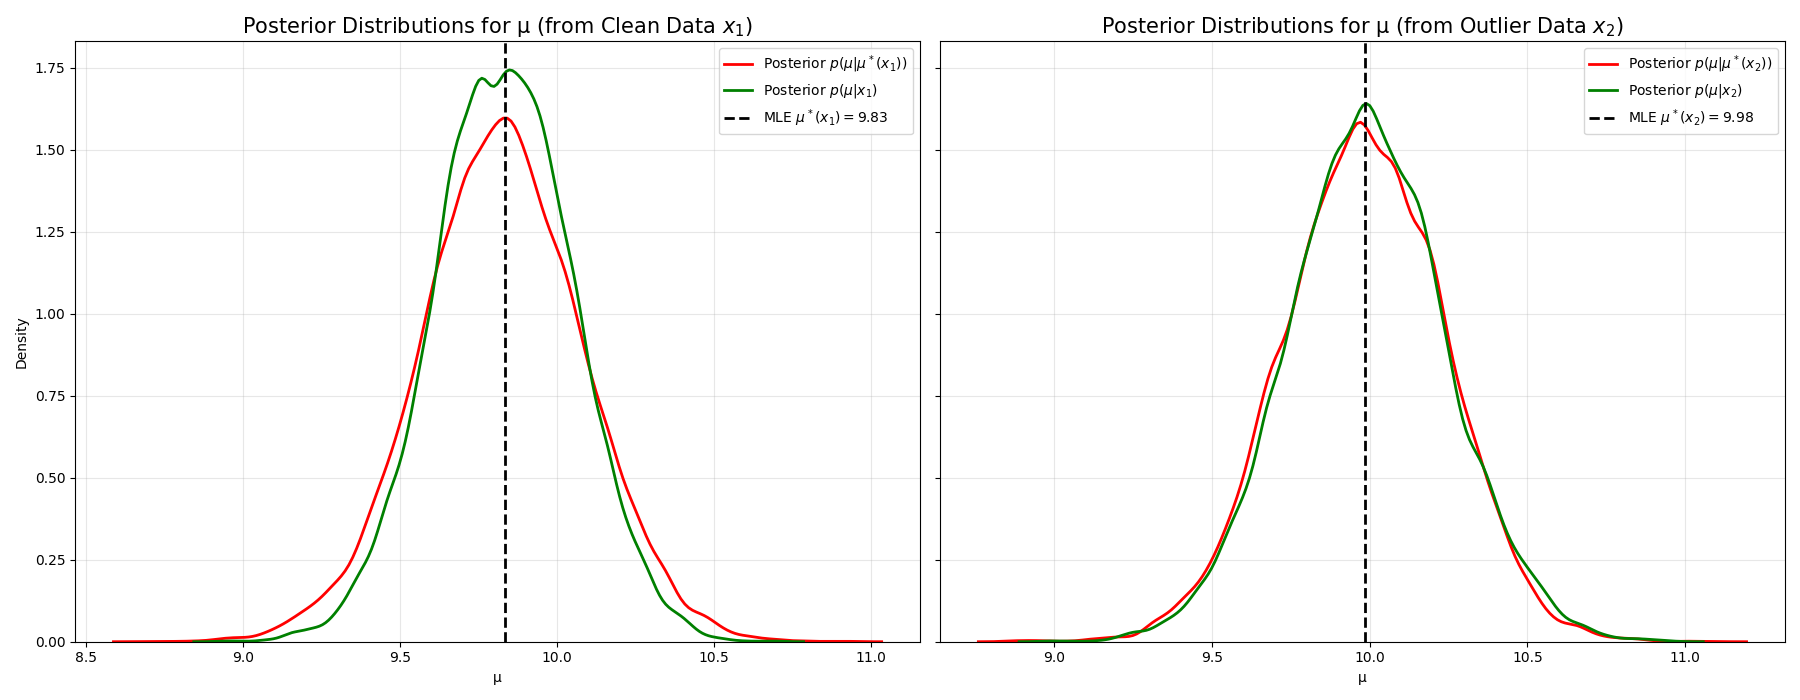 Posterior Distributions for μ (from Clean Data x₁)
Posterior p(μ|μ*(x₁))
Posterior p(μ|x₁)
MLE μ*(x₁) = 9.83
Density
1.75
1.50
1.25
1.00
0.75
0.50
0.25
0.00
8.5 9.0 9.5 10.0 10.5 11.0
μ
Posterior Distributions for μ (from Outlier Data x₂)
Posterior p(μ|μ*(x₂))
Posterior p(μ|x₂)
MLE μ*(x₂) = 9.98
9.0 9.5 10.0 10.5 11.0
μ